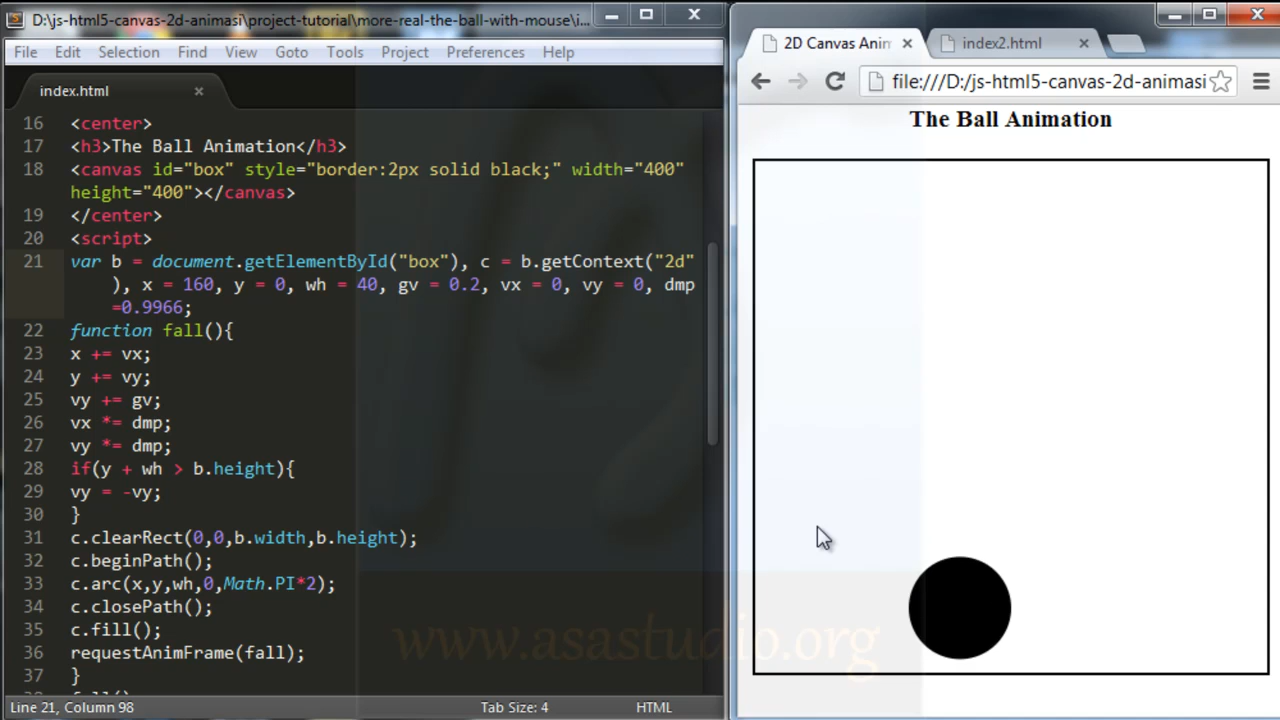 D:\js-html5-canvas-2d-animasi\project-tutorial\more-real-the-ball-with-mouse\i...
File Edit Selection Find View Goto Tools Project Preferences Help
index.html
16 <center>
17 <h3>The Ball Animation</h3>
18 <canvas id="box" style="border:2px solid black;" width="400"
height="400"></canvas>
19 </center>
20 <script>
21 var b = document.getElementById("box"), c = b.getContext("2d"
), x = 160, y = 0, wh = 40, gv = 0.2, vx = 0, vy = 0, dmp
=0.9966;
22 function fall(){
23 x += vx;
24 y += vy;
25 vy += gv;
26 vx *= dmp;
27 vy *= dmp;
28 if(y + wh > b.height){
29 vy = -vy;
30 }
31 c.clearRect(0,0,b.width,b.height);
32 c.beginPath();
33 c.arc(x,y,wh,0,Math.PI*2);
34 c.closePath();
35 c.fill();
36 requestAnimFrame(fall);
37 }
Line 21, Column 98 Tab Size: 4 HTML
2D Canvas Anim
index2.html
file:///D:/js-html5-canvas-2d-animasi
The Ball Animation
www.asastudio.org